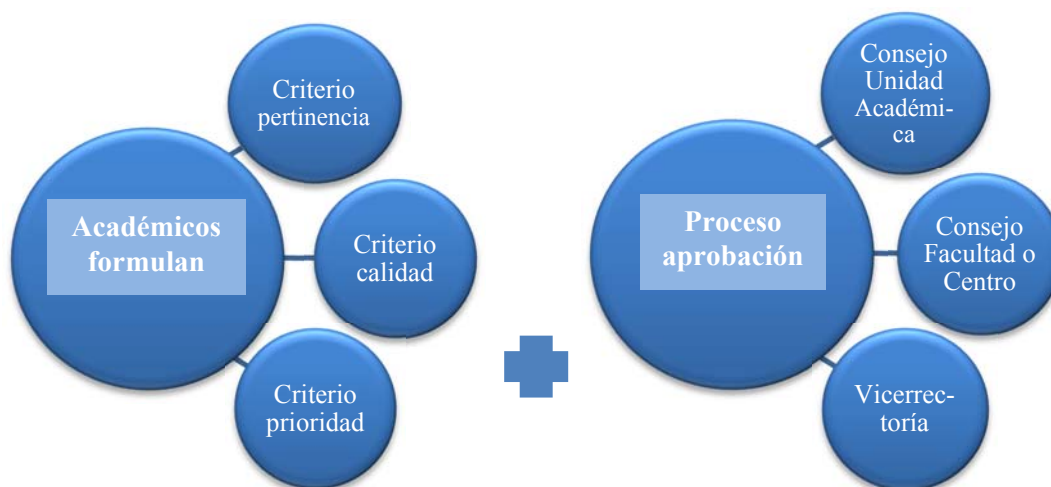 Criterio
pertinencia
Académicos
formulan
Criterio
calidad
Criterio
prioridad
Consejo
Unidad
Académi-
ca
Proceso
aprobación
Consejo
Facultad o
Centro
Vicerrec-
toría